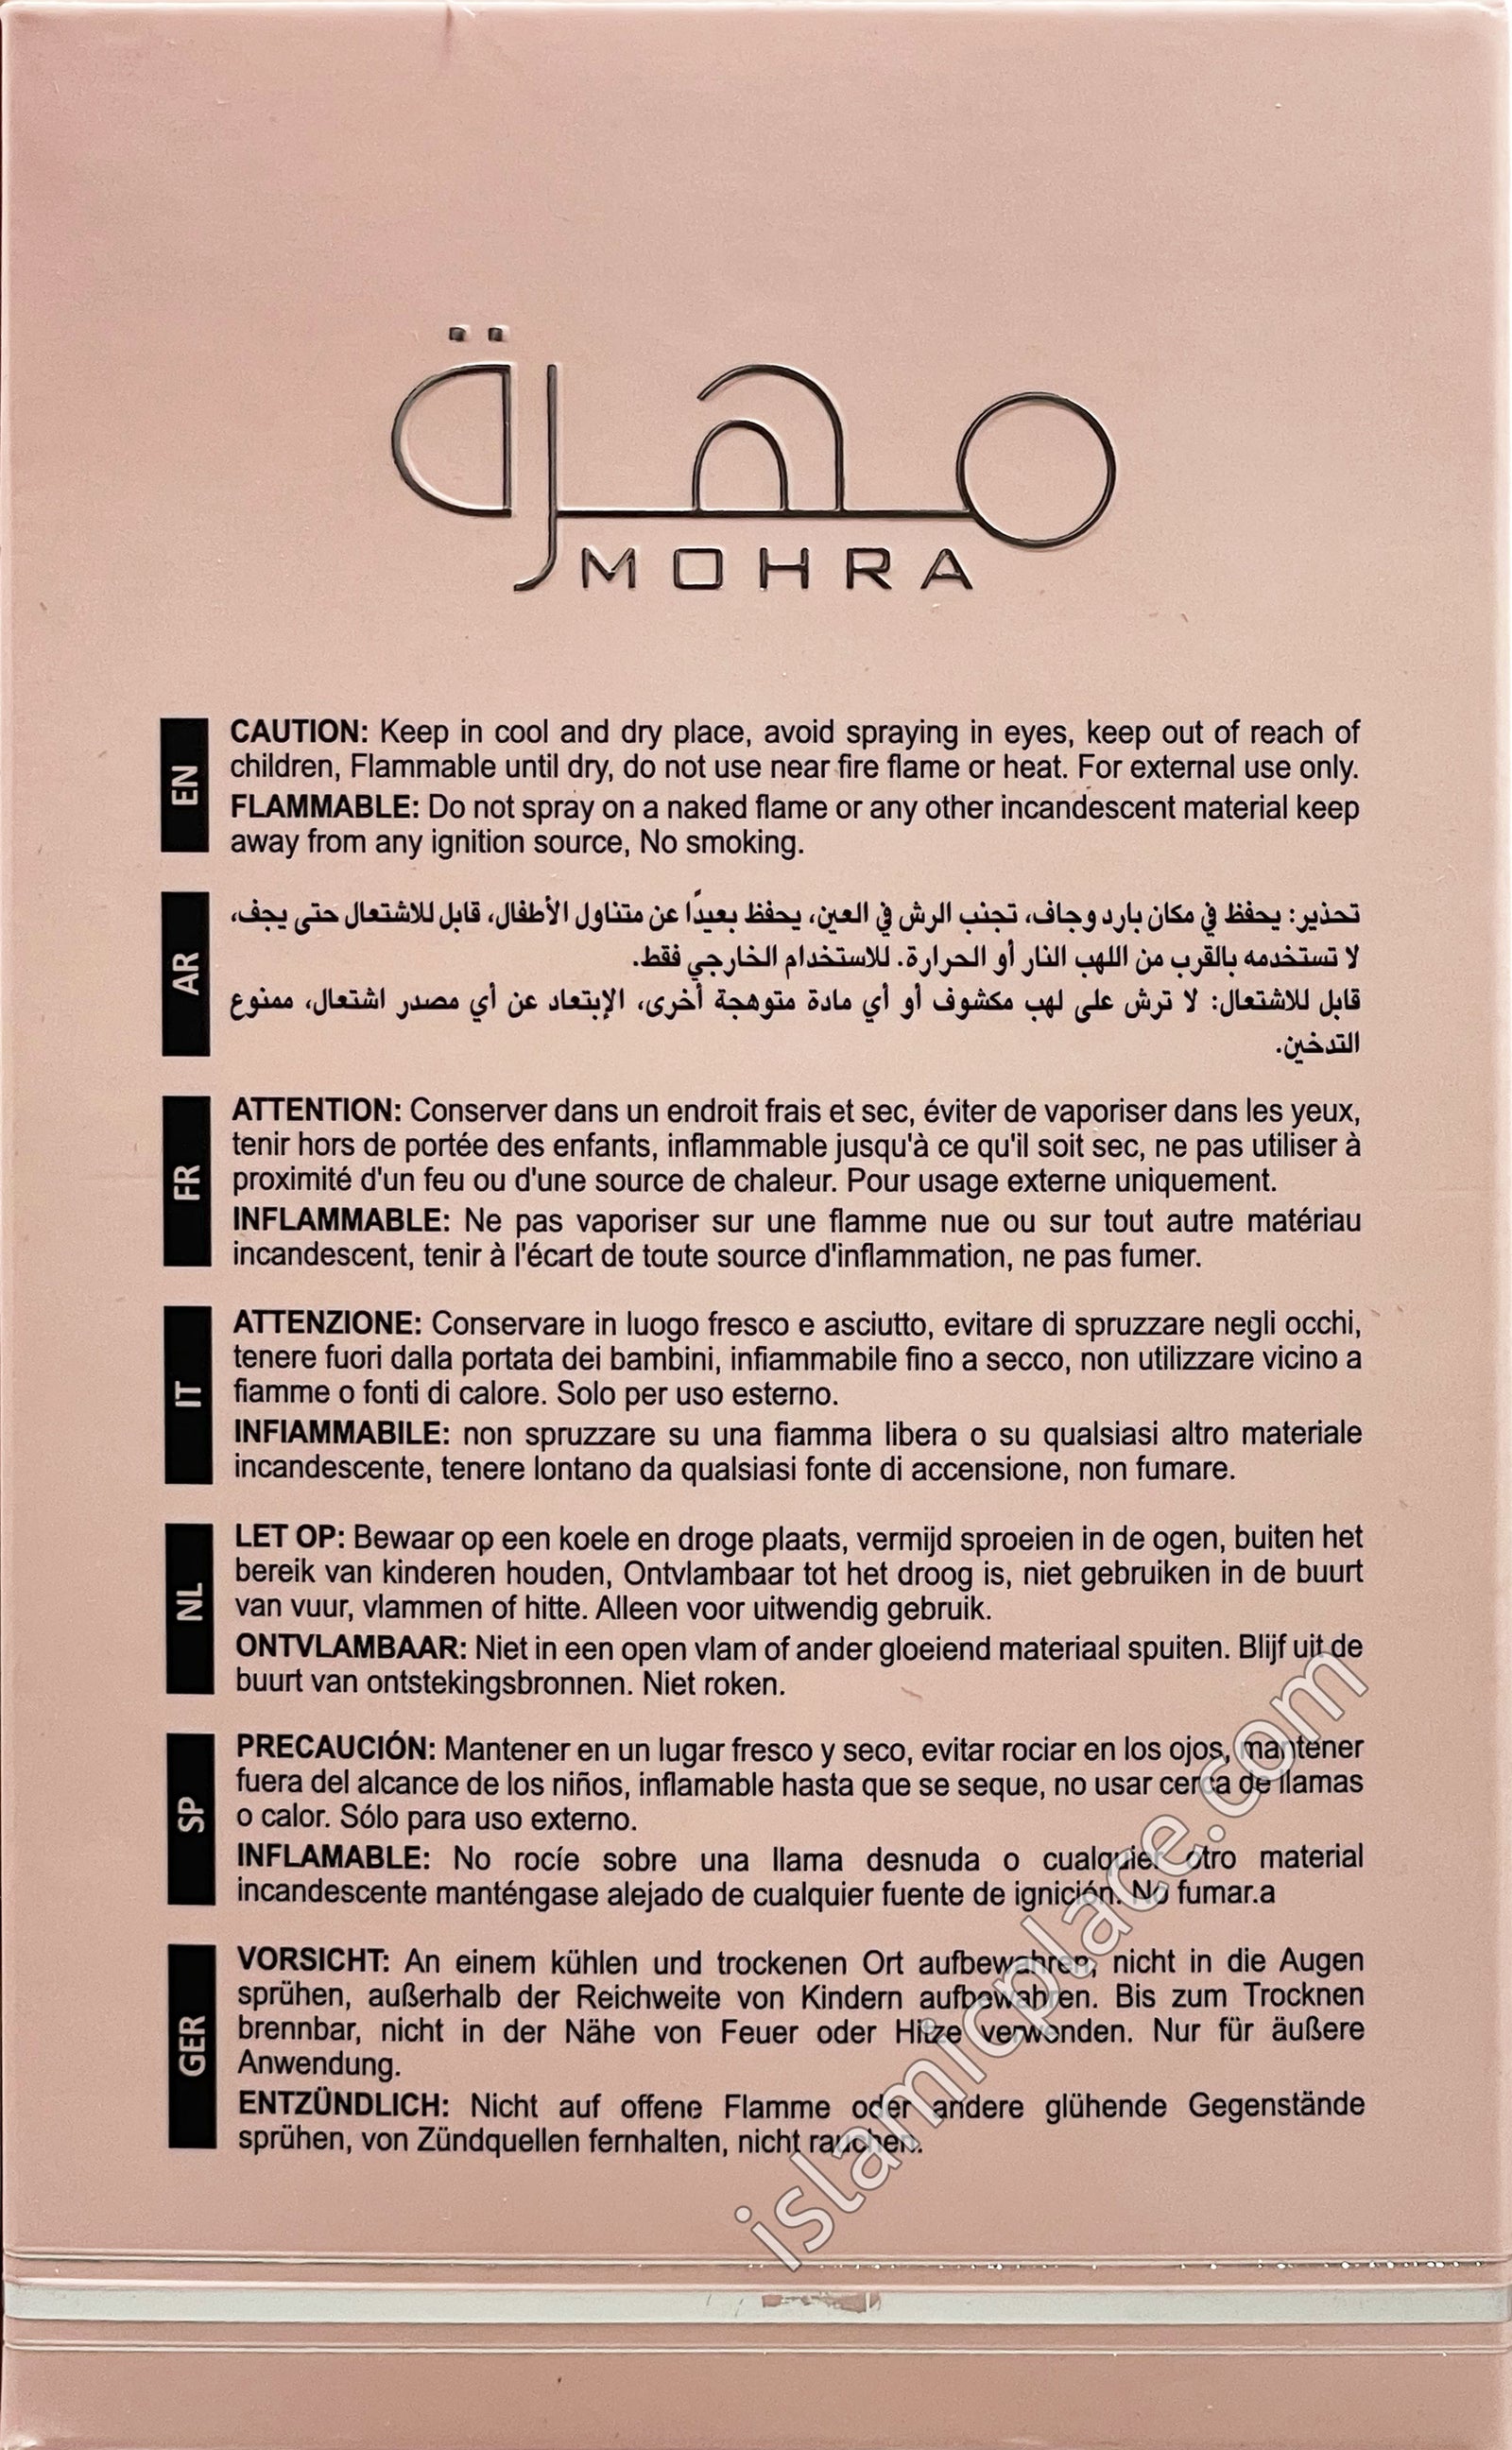 مهرة
MOHRA
EN
CAUTION: Keep in cool and dry place, avoid spraying in eyes, keep out of reach of
children, Flammable until dry, do not use near fire flame or heat. For external use only.
FLAMMABLE: Do not spray on a naked flame or any other incandescent material keep
away from any ignition source, No smoking.
AR
تحذير: يحفظ في مكان بارد وجاف، تجنب الرش في العين، يحفظ بعيدًا عن متناول الأطفال، قابل للاشتعال حتى يجف،
لا تستخدمه بالقرب من اللهب النار أو الحرارة. للاستخدام الخارجي فقط.
قابل للاشتعال: لا ترش على لهب مكشوف أو أي مادة متوهجة أخرى، الإبتعاد عن أي مصدر اشتعال، ممنوع
التدخين.
FR
ATTENTION: Conserver dans un endroit frais et sec, éviter de vaporiser dans les yeux,
tenir hors de portée des enfants, inflammable jusqu'à ce qu'il soit sec, ne pas utiliser à
proximité d'un feu ou d'une source de chaleur. Pour usage externe uniquement.
INFLAMMABLE: Ne pas vaporiser sur une flamme nue ou sur tout autre matériau
incandescent, tenir à l'écart de toute source d'inflammation, ne pas fumer.
IT
ATTENZIONE: Conservare in luogo fresco e asciutto, evitare di spruzzare negli occhi,
tenere fuori dalla portata dei bambini, infiammabile fino a secco, non utilizzare vicino a
fiamme o fonti di calore. Solo per uso esterno.
INFIAMMABILE: non spruzzare su una fiamma libera o su qualsiasi altro materiale
incandescente, tenere lontano da qualsiasi fonte di accensione, non fumare.
NL
LET OP: Bewaar op een koele en droge plaats, vermijd sproeien in de ogen, buiten het
bereik van kinderen houden, Ontvlambaar tot het droog is, niet gebruiken in de buurt
van vuur, vlammen of hitte. Alleen voor uitwendig gebruik.
ONTVLAMBAAR: Niet in een open vlam of ander gloeiend materiaal spuiten. Blijf uit de
buurt van ontstekingsbronnen. Niet roken.
SP
PRECAUCIÓN: Mantener en un lugar fresco y seco, evitar rociar en los ojos, mantener
fuera del alcance de los niños, inflamable hasta que se seque, no usar cerca de llamas
o calor. Sólo para uso externo.
INFLAMABLE: No rocíe sobre una llama desnuda o cualquier otro material
incandescente manténgase alejado de cualquier fuente de ignición. No fumar.a
GER
VORSICHT: An einem kühlen und trockenen Ort aufbewahren, nicht in die Augen
sprühen, außerhalb der Reichweite von Kindern aufbewahren. Bis zum Trocknen
brennbar, nicht in der Nähe von Feuer oder Hitze verwenden. Nur für äußere
Anwendung.
ENTZÜNDLICH: Nicht auf offene Flamme oder andere glühende Gegenstände
sprühen, von Zündquellen fernhalten, nicht rauchen.
islamicplace.com